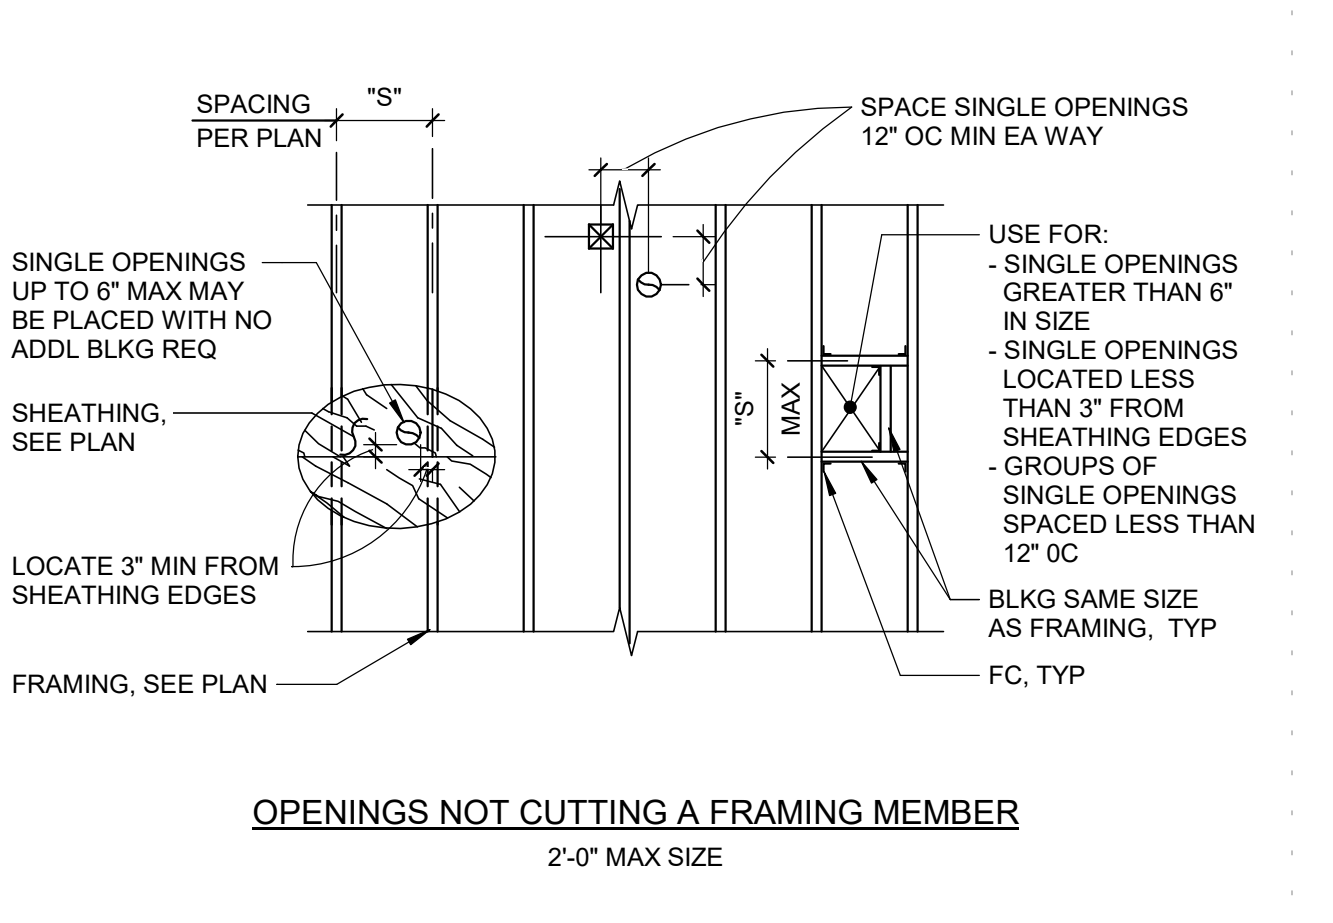 SPACING
PER PLAN
"S"
SPACE SINGLE OPENINGS
12" OC MIN EA WAY
SINGLE OPENINGS
UP TO 6" MAX MAY
BE PLACED WITH NO
ADDL BLKG REQ
SHEATHING,
SEE PLAN
LOCATE 3" MIN FROM
SHEATHING EDGES
FRAMING, SEE PLAN
"S"
MAX
USE FOR:
- SINGLE OPENINGS
GREATER THAN 6"
IN SIZE
- SINGLE OPENINGS
LOCATED LESS
THAN 3" FROM
SHEATHING EDGES
- GROUPS OF
SINGLE OPENINGS
SPACED LESS THAN
12" 0C
BLKG SAME SIZE
AS FRAMING, TYP
FC, TYP
OPENINGS NOT CUTTING A FRAMING MEMBER
2'-0" MAX SIZE